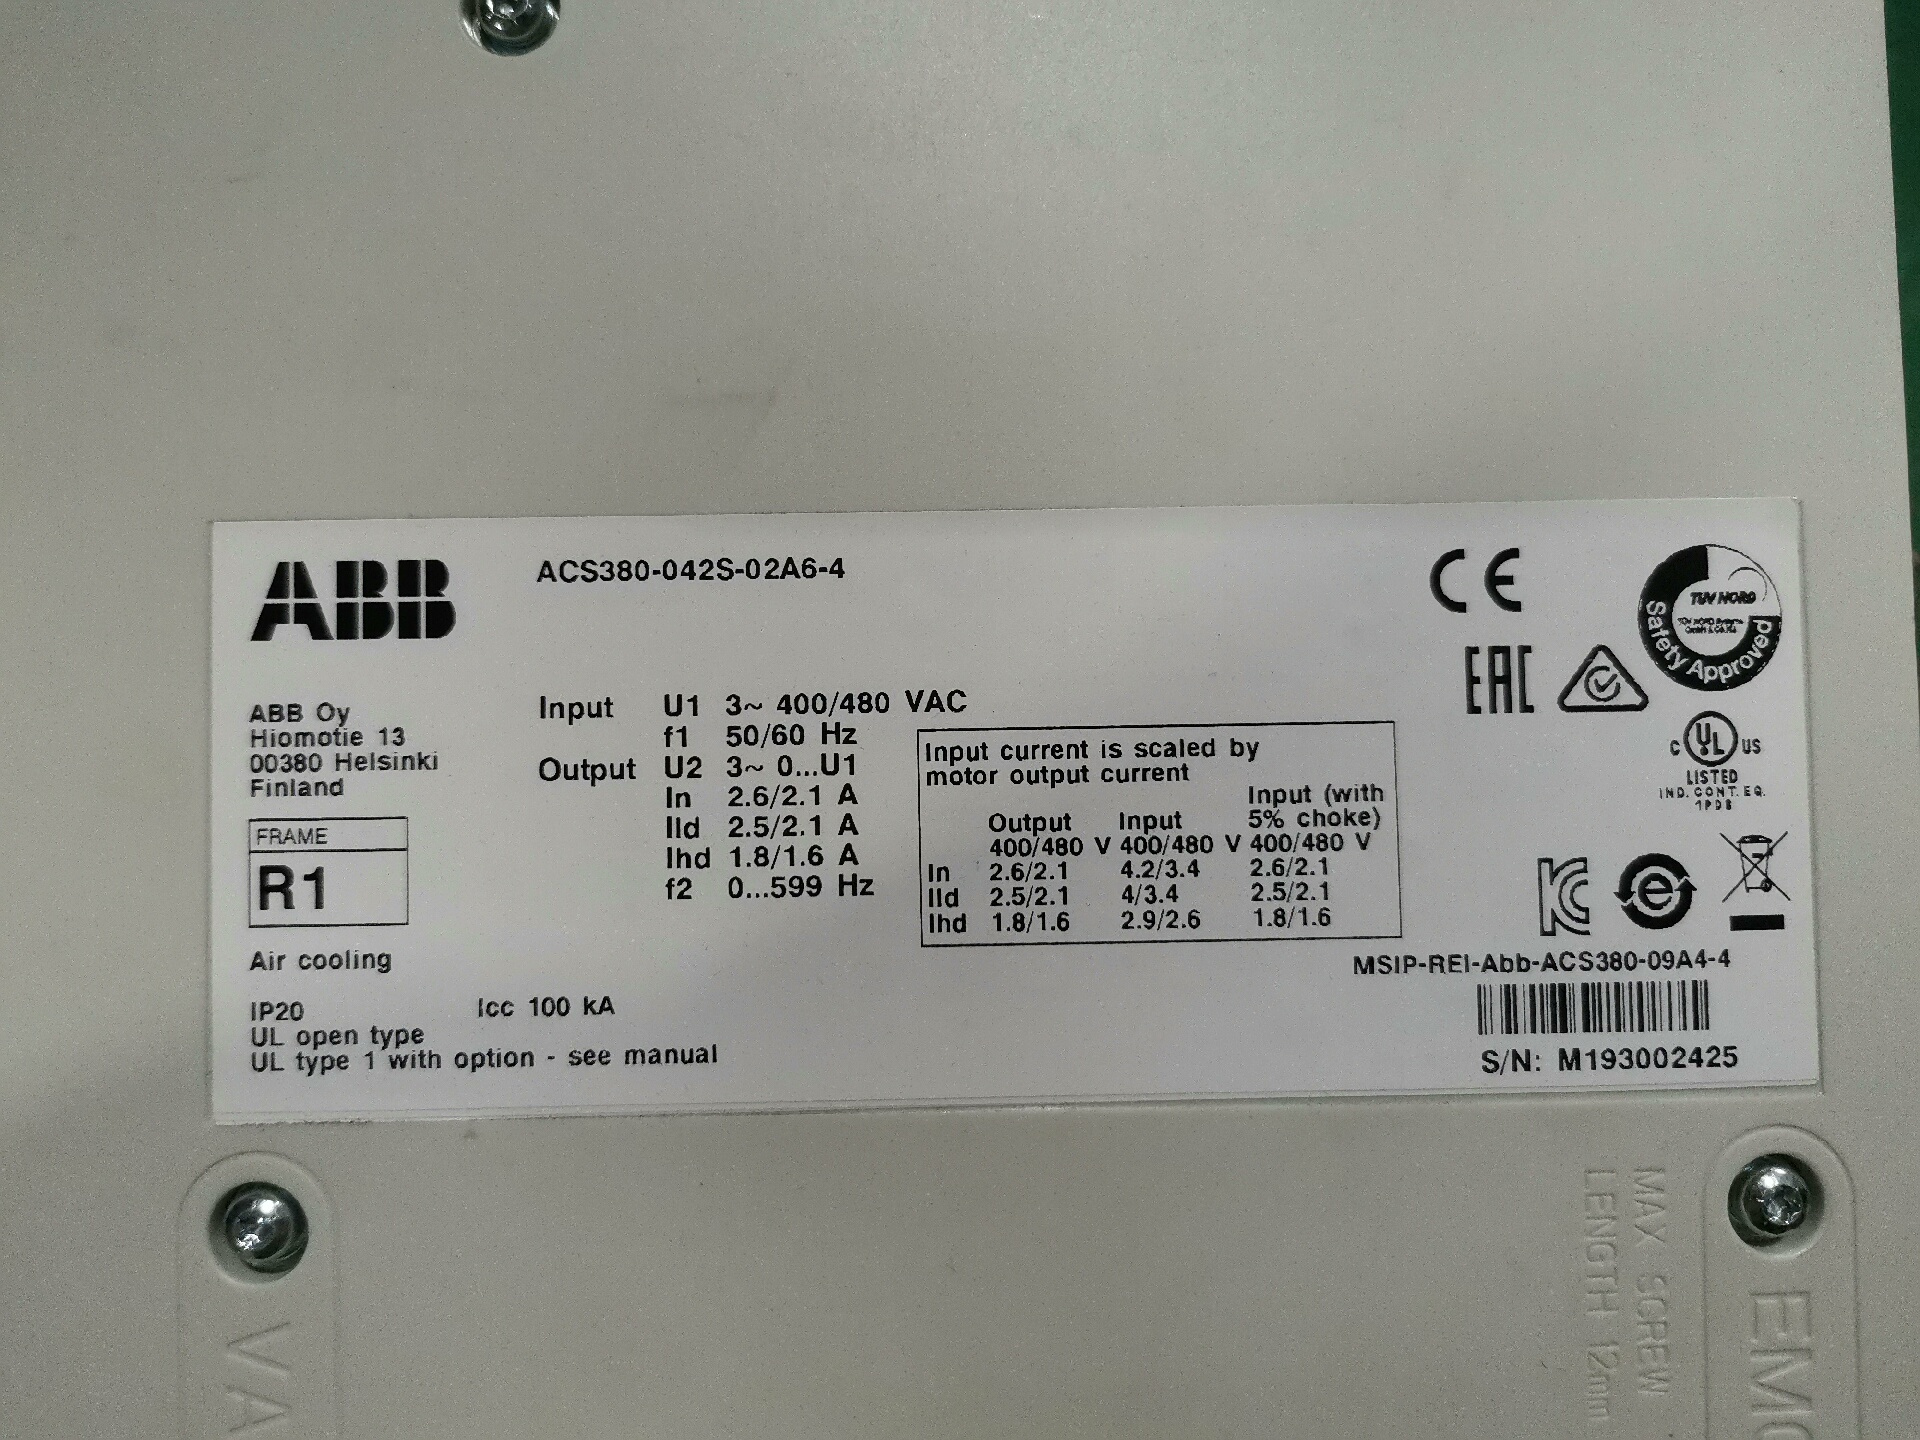 ABB
ACS380-042S-02A6-4
CE
TÜV NORD
Safety Approved
EAC
ABB Oy
Hiomotie 13
00380 Helsinki
Finland
Input U1 3~ 400/480 VAC
f1 50/60 Hz
Output U2 3~ 0...U1
In 2.6/2.1 A
Ild 2.5/2.1 A
Ihd 1.8/1.6 A
f2 0...599 Hz
Input current is scaled by
motor output current
Input (with
Output Input 5% choke)
400/480 V 400/480 V 400/480 V
In 2.6/2.1 4.2/3.4 2.6/2.1
Ild 2.5/2.1 4/3.4 2.5/2.1
Ihd 1.8/1.6 2.9/2.6 1.8/1.6
C UL US
LISTED
IND. CONT. EQ.
1PD8
FRAME
R1
KC
e
Air cooling
MSIP-REI-Abb-ACS380-09A4-4
IP20 Icc 100 kA
UL open type
UL type 1 with option - see manual
S/N: M193002425
MAX SCREW
LENGTH 12mm
VA
EMC